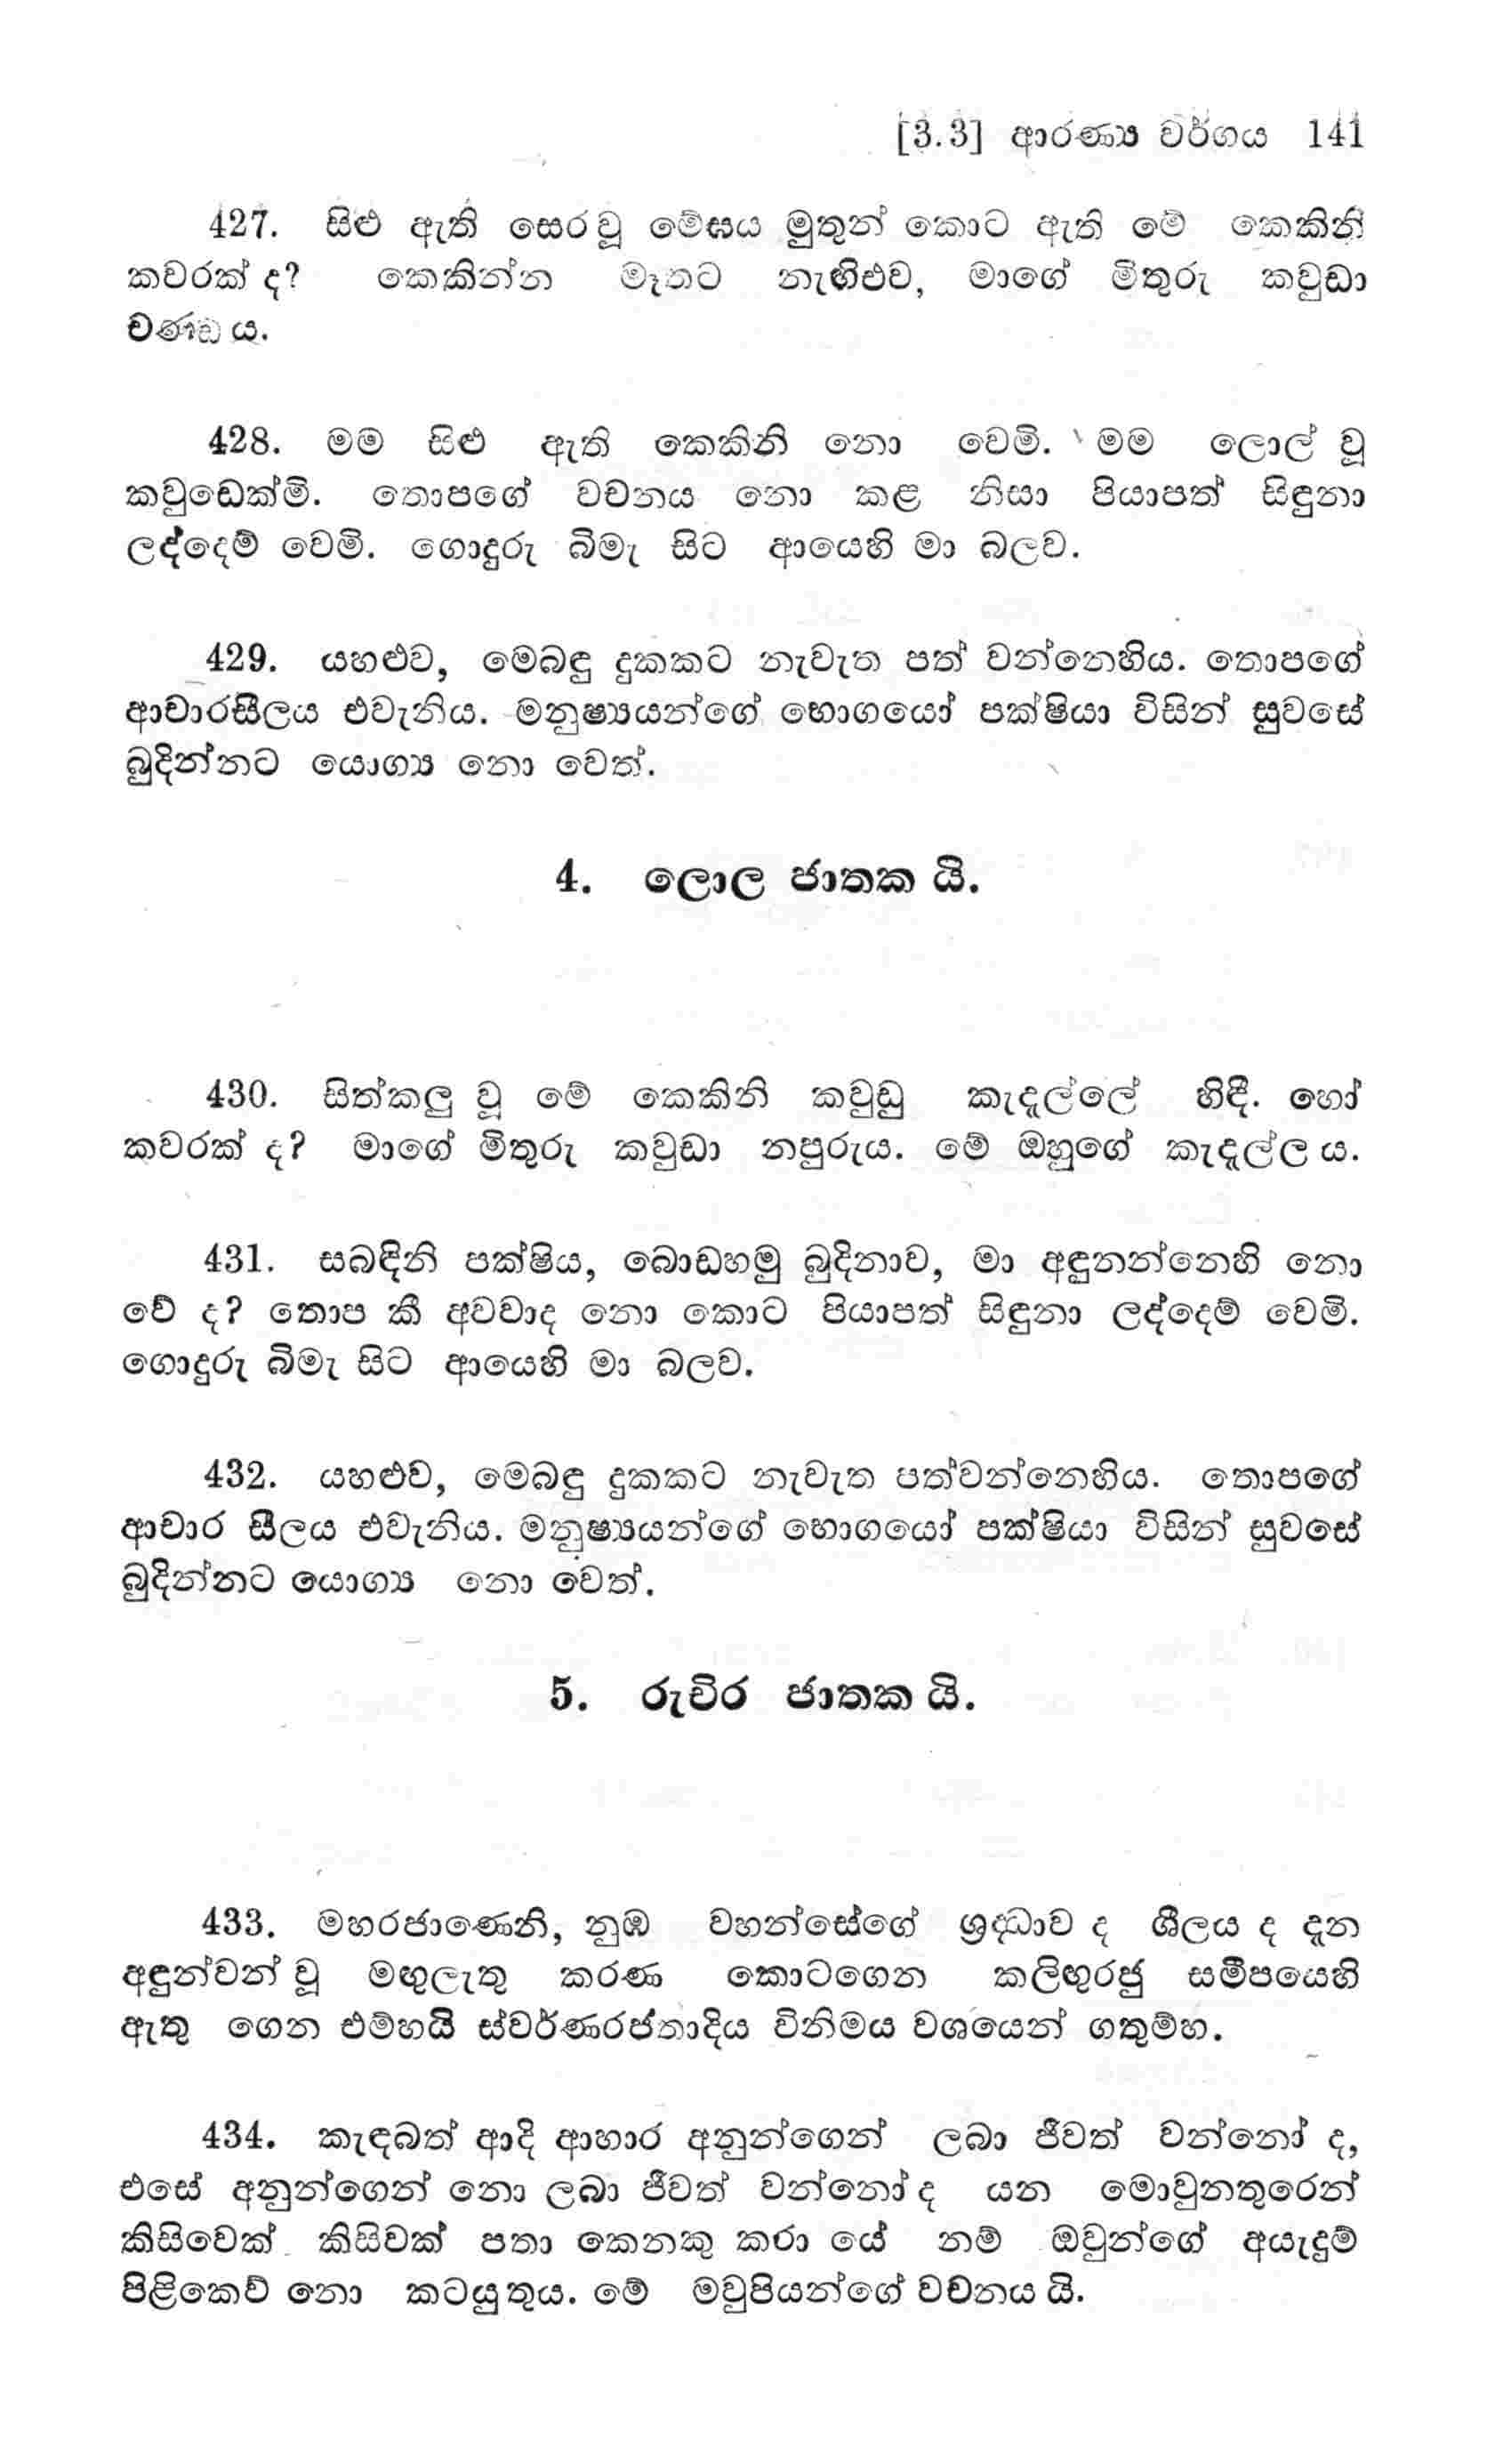 [3.3] ආරණ්‍ය වර්ගය 141
427. සිළු ඇති සෙර වූ මේඝය මුතුන් කොට ඇති මේ කෙකිනි
කවරක් ද? කෙකින්න මෑතට නැඟිඑව, මාගේ මිතුරු කවුඩා
චණ්ඩ ය.
428. මම සිළු ඇති කෙකිනි නො වෙමි. මම ලොල් වූ
කවුඩෙක්මි. තොපගේ වචනය නො කළ නිසා පියාපත් සිඳුනා
ලද්දෙම් වෙමි. ගොදුරු බිමැ සිට ආයෙහි මා බලව.
429. යහළුව, මෙබඳු දුකකට නැවැත පත් වන්නෙහිය. තොපගේ
ආචාරසීලය එවැනිය. මනුෂ්‍යයන්ගේ භොගයෝ පක්ෂියා විසින් සුවසේ
බුදින්නට යොග්‍ය නො වෙත්.
4. ලොල ජාතක යි.
430. සිත්කලු වූ මේ කෙකිනි කවුඩු කැදැල්ලේ හිඳී. හෝ
කවරක් ද? මාගේ මිතුරු කවුඩා නපුරුය. මේ ඔහුගේ කැදැල්ල ය.
431. සබඳිනි පක්ෂිය, බොඩහමු බුදිනාව, මා අඳුනන්නෙහි නො
වේ ද? තොප කී අවවාද නො කොට පියාපත් සිඳුනා ලද්දෙම් වෙමි.
ගොදුරු බිමැ සිට ආයෙහි මා බලව.
432. යහළුව, මෙබඳු දුකකට නැවැත පත්වන්නෙහිය. තොපගේ
ආචාර සීලය එවැනිය. මනුෂ්‍යයන්ගේ භොගයෝ පක්ෂියා විසින් සුවසේ
බුදින්නට යොග්‍ය නො වෙත්.
5. රුචිර ජාතක යි.
433. මහරජාණෙනි, නුඹ වහන්සේගේ ශ්‍රද්ධාව ද ශීලය ද දැන
අඳුන්වන් වූ මඟුලැතු කරණ කොටගෙන කලිඟුරජු සමීපයෙහි
ඇතු ගෙන එම්හයි ස්වර්ණරජතාදිය විනිමය වශයෙන් ගතුම්හ.
434. කැඳබත් ආදි ආහාර අනුන්ගෙන් ලබා ජීවත් වන්නෝ ද,
එසේ අනුන්ගෙන් නො ලබා ජීවත් වන්නෝ ද යන මොවුනතුරෙන්
කිසිවෙක් කිසිවක් පතා කෙනකු කරා යේ නම් ඔවුන්ගේ අයැදුම්
පිළිකෙව් නො කටයුතුය. මේ මවුපියන්ගේ වචනය යි.